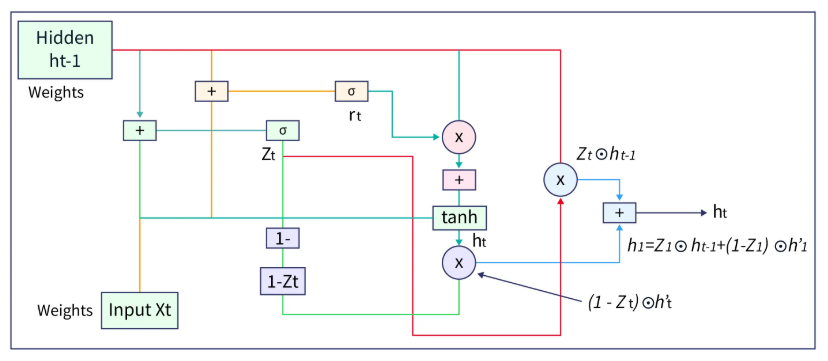 Hidden
ht-1
Weights
+
σ
rt
+
σ
Zt
x
+
x
Zt⊙ht-1
tanh
+
ht
1-
ht
x
h1=Z1⊙ht-1+(1-Z1) ⊙h'1
1-Zt
Weights
Input Xt
(1 - Zt)⊙h't